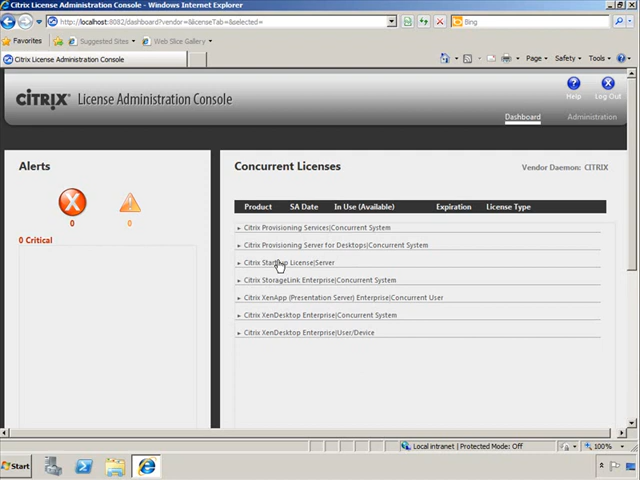 Citrix License Administration Console - Windows Internet Explorer
http://localhost:8082/dashboard?vendor=&licenseTab=&selected=
Bing
Favorites
Suggested Sites
Web Slice Gallery
Citrix License Administration Console
Page
Safety
Tools
CITRIX License Administration Console
Help
Log Out
Dashboard
Administration
Alerts
0
0
0 Critical
Concurrent Licenses
Vendor Daemon: CITRIX
Product SA Date In Use (Available) Expiration License Type
Citrix Provisioning Services|Concurrent System
Citrix Provisioning Server for Desktops|Concurrent System
Citrix Startup License|Server
Citrix StorageLink Enterprise|Concurrent System
Citrix XenApp (Presentation Server) Enterprise|Concurrent User
Citrix XenDesktop Enterprise|Concurrent System
Citrix XenDesktop Enterprise|User/Device
Local intranet | Protected Mode: Off
100%
Start